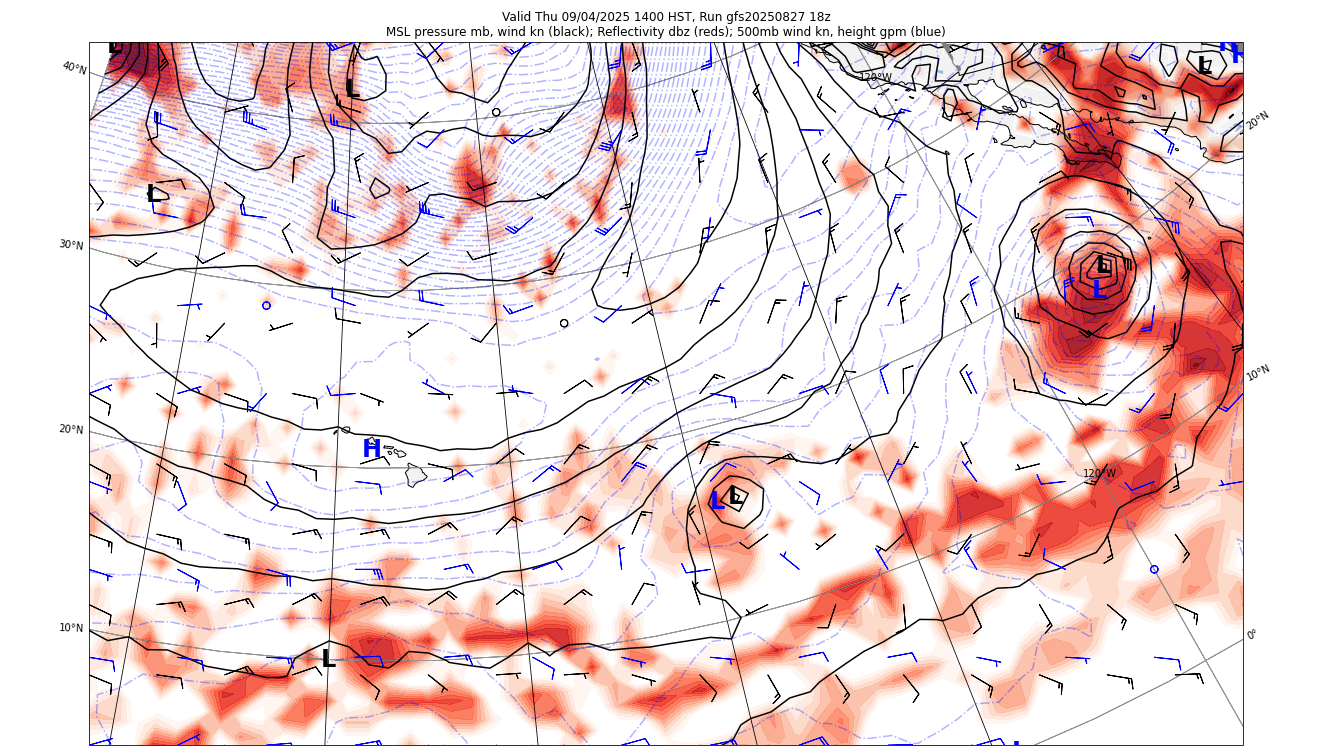 Valid Thu 09/04/2025 1400 HST, Run gfs20250827 18z
MSL pressure mb, wind kn (black); Reflectivity dbz (reds); 500mb wind kn, height gpm (blue)
L
H
40°N
L
120°W
L
20°N
L
30°N
L
L
10°N
20°N
H
120°W
L
L
10°N
L
0°